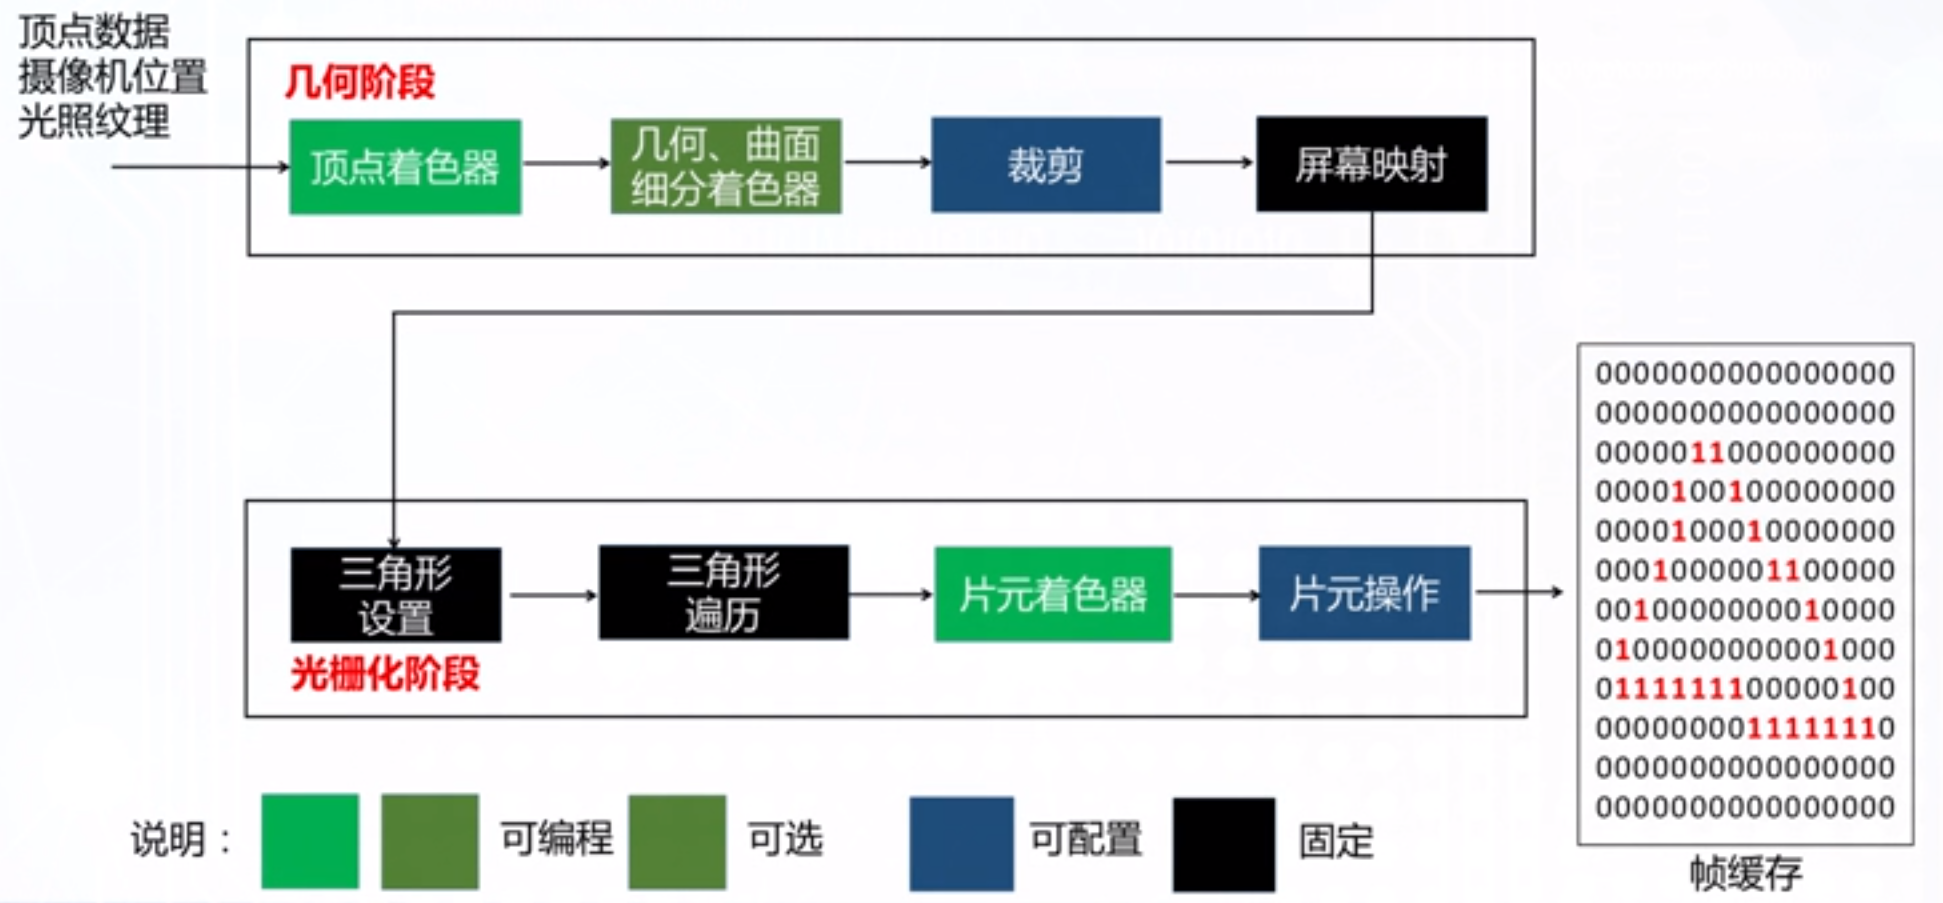 顶点数据
摄像机位置
光照纹理
几何阶段
顶点着色器
几何、曲面
细分着色器
裁剪
屏幕映射
三角形
设置
三角形
遍历
片元着色器
片元操作
光栅化阶段
0000000000000000
0000000000000000
0000011000000000
0000100100000000
0000100010000000
0001000001100000
0010000000010000
0100000000001000
0111111100000100
0000000011111110
0000000000000000
0000000000000000
帧缓存
说明：
可编程
可选
可配置
固定